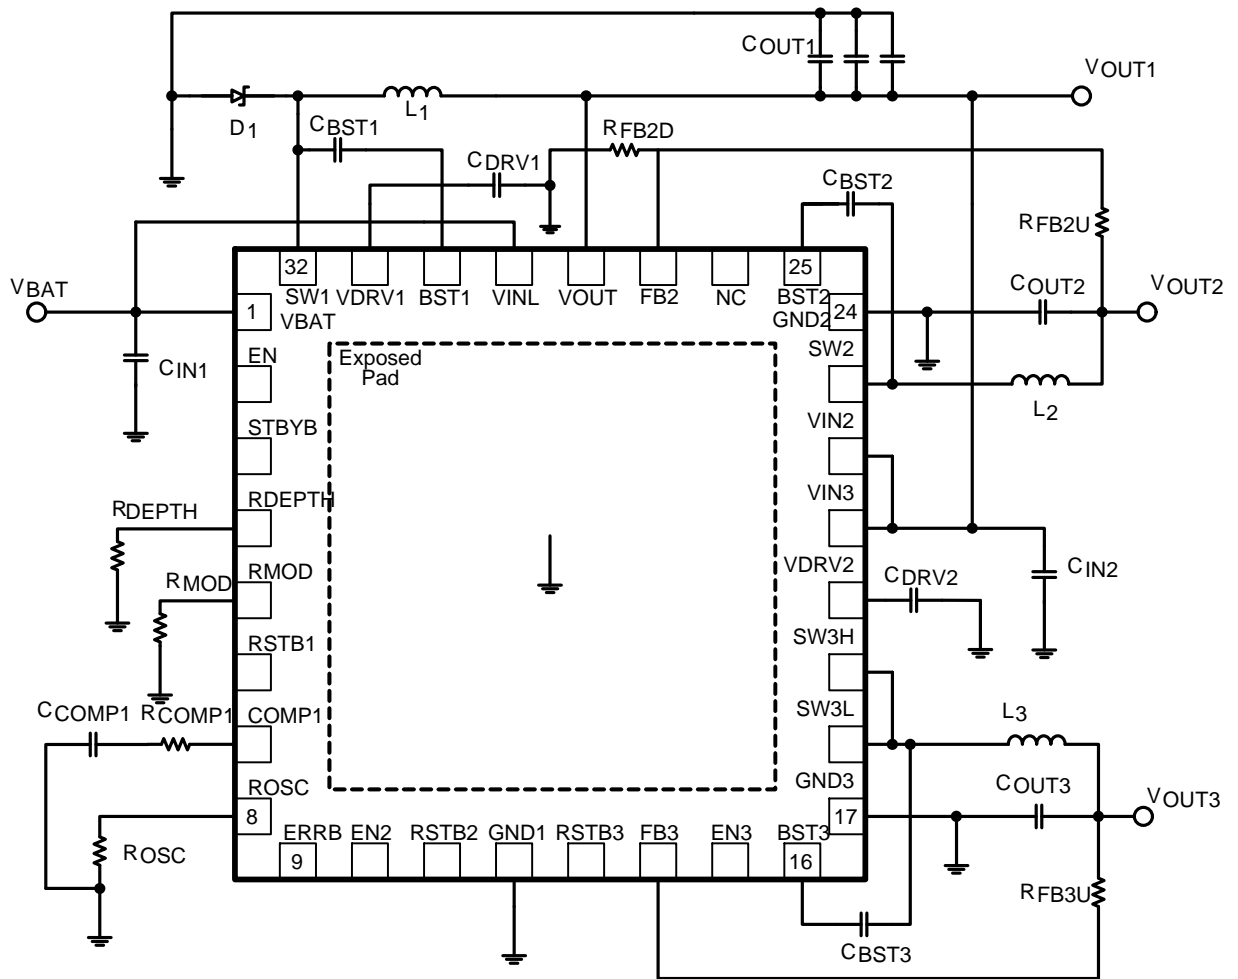 COUT1
VOUT1
D1
L1
CBST1
RFB2D
CDRV1
CBST2
RFB2U
32
25
SW1
VDRV1
BST1
VINL
VOUT
FB2
NC
BST2
VBAT
1
VBAT
GND2
24
COUT2
VOUT2
CIN1
EN
Exposed
Pad
SW2
L2
STBYB
VIN2
RDEPTH
RDEPTH
VIN3
RMOD
RMOD
VDRV2
CDRV2
CIN2
RSTB1
SW3H
CCOMP1
RCOMP1
COMP1
SW3L
L3
ROSC
8
GND3
17
COUT3
VOUT3
ROSC
ERRB
EN2
RSTB2
GND1
RSTB3
FB3
EN3
BST3
9
16
RFB3U
CBST3